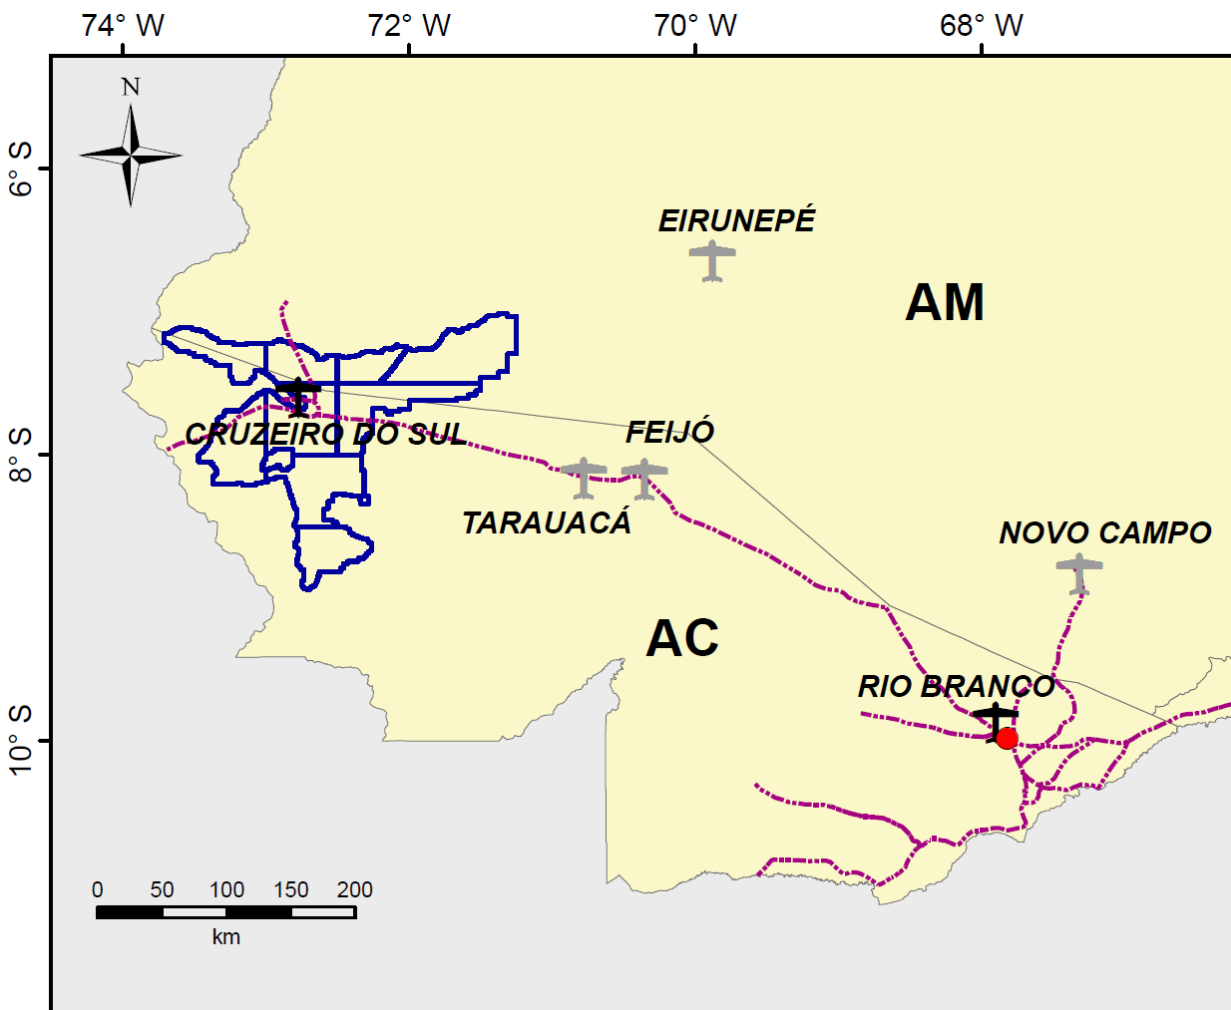 74° W 72° W 70° W 68° W
N
6° S
EIRUNEPÉ
AM
CRUZEIRO DO SUL
FEIJÓ
8° S
TARAUACÁ
NOVO CAMPO
AC
RIO BRANCO
10° S
0 50 100 150 200
km